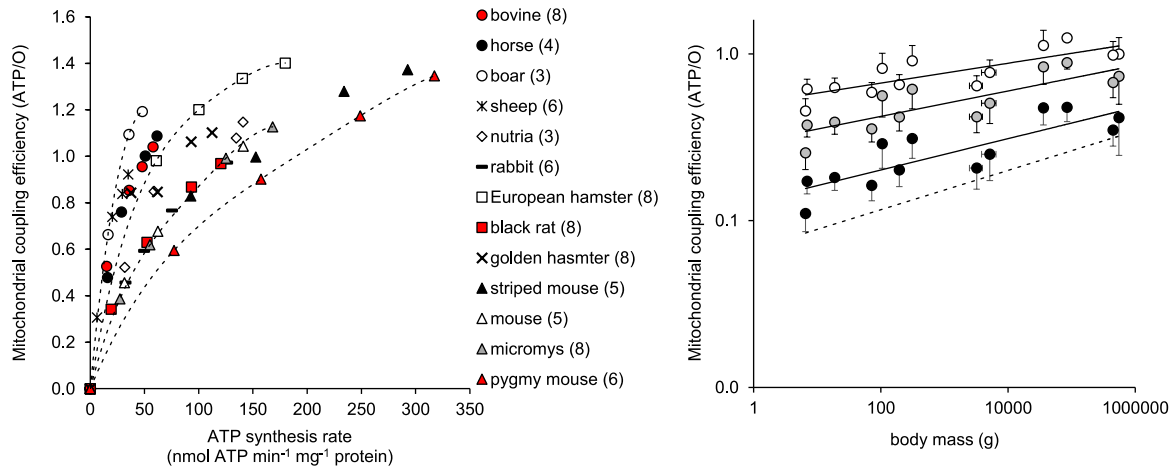 Mitochondrial coupling efficiency (ATP/O)
1.6
1.4
1.2
1.0
0.8
0.6
0.4
0.2
0.0
0
50
100
150
200
250
300
350
ATP synthesis rate
(nmol ATP min⁻¹ mg⁻¹ protein)
bovine (8)
horse (4)
boar (3)
sheep (6)
nutria (3)
rabbit (6)
European hamster (8)
black rat (8)
golden hasmter (8)
striped mouse (5)
mouse (5)
micromys (8)
pygmy mouse (6)
Mitochondrial coupling efficiency (ATP/O)
1.0
0.1
0.0
1
100
10000
1000000
body mass (g)